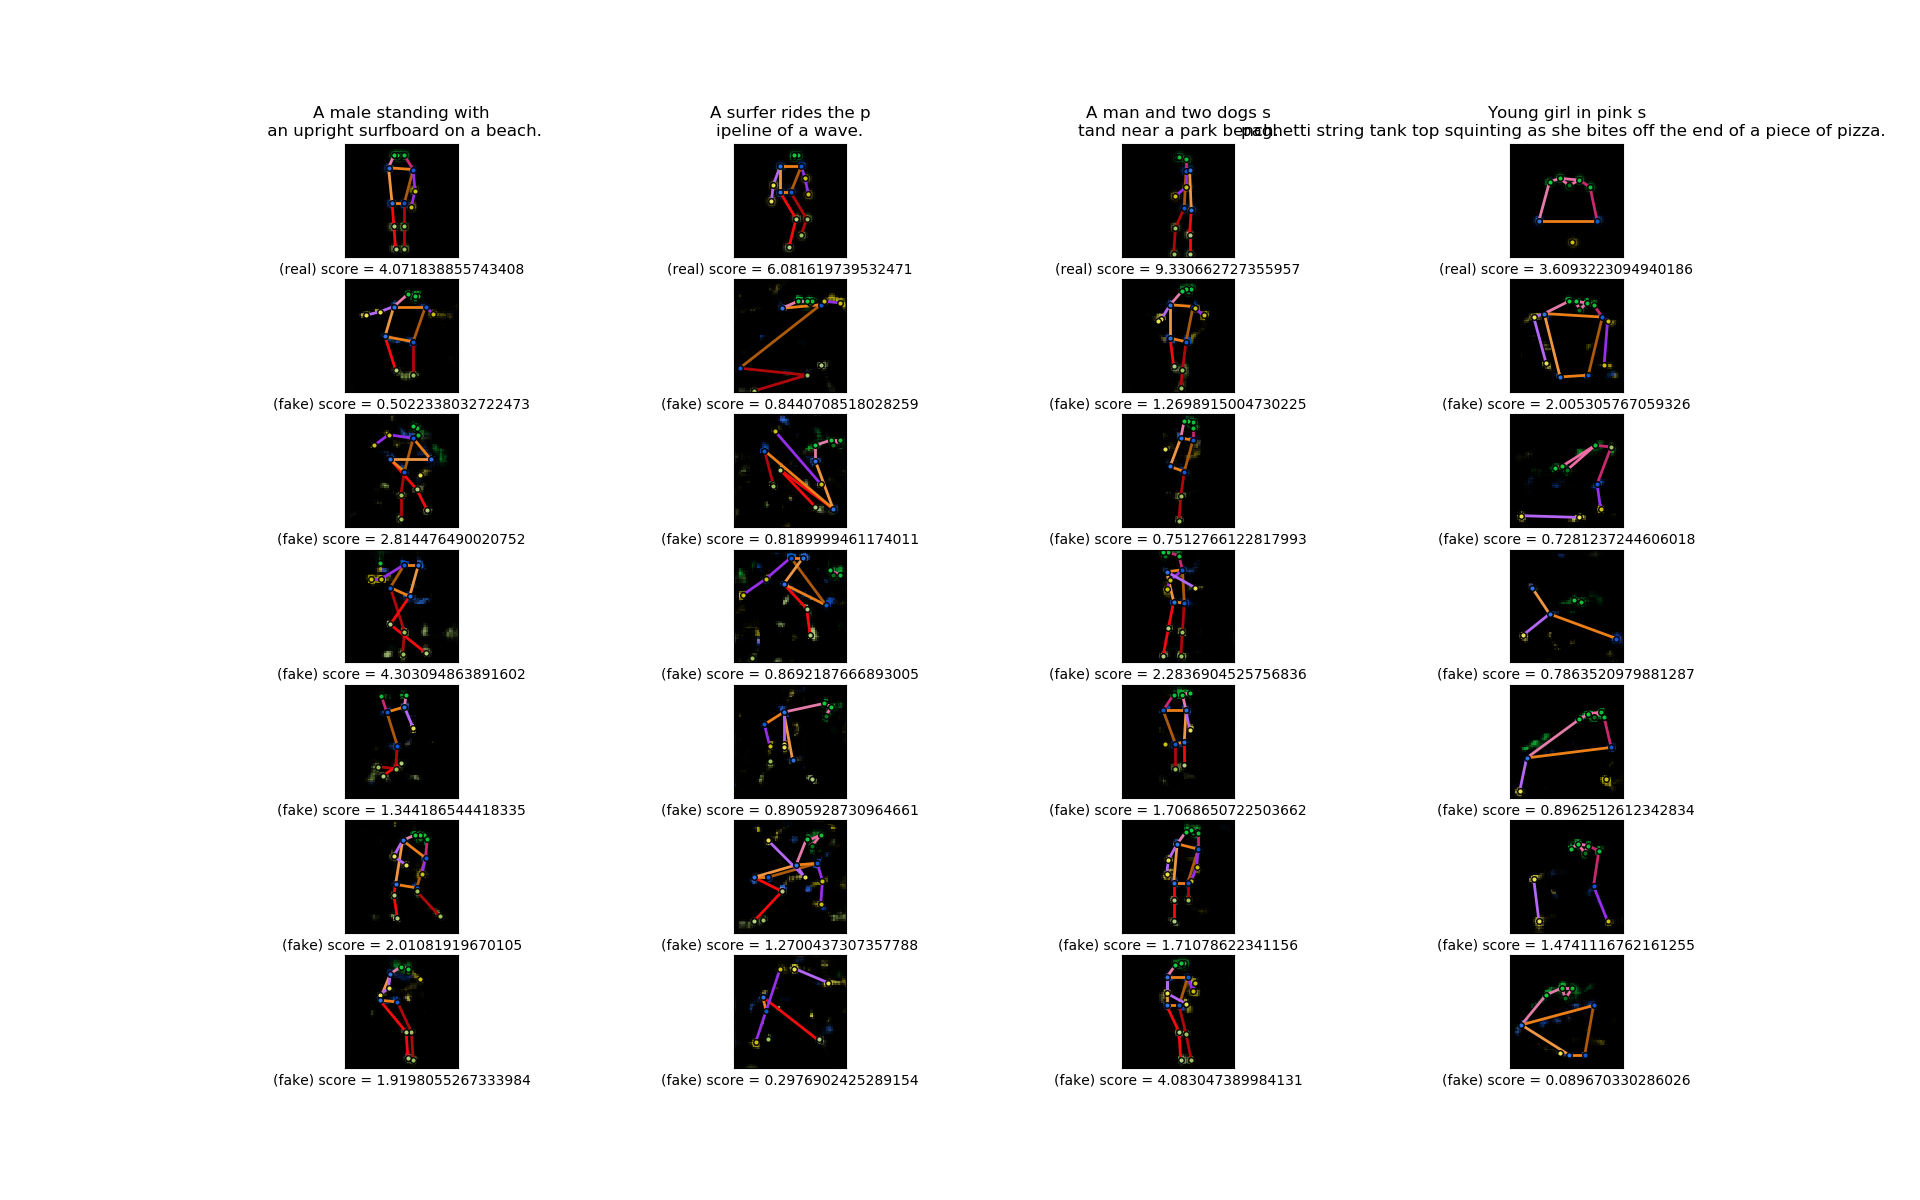 A male standing with
an upright surfboard on a beach.
A surfer rides the p
ipeline of a wave.
A man and two dogs s
tand near a park bench.
Young girl in pink s
paghetti string tank top squinting as she bites off the end of a piece of pizza.
(real) score = 4.071838855743408
(real) score = 6.081619739532471
(real) score = 9.330662727355957
(real) score = 3.6093223094940186
(fake) score = 0.5022338032722473
(fake) score = 0.8440708518028259
(fake) score = 1.2698915004730225
(fake) score = 2.005305767059326
(fake) score = 2.814476490020752
(fake) score = 0.8189999461174011
(fake) score = 0.7512766122817993
(fake) score = 0.7281237244606018
(fake) score = 4.303094863891602
(fake) score = 0.8692187666893005
(fake) score = 2.2836904525756836
(fake) score = 0.7863520979881287
(fake) score = 1.344186544418335
(fake) score = 0.8905928730964661
(fake) score = 1.7068650722503662
(fake) score = 0.8962512612342834
(fake) score = 2.01081919670105
(fake) score = 1.2700437307357788
(fake) score = 1.71078622341156
(fake) score = 1.4741116762161255
(fake) score = 1.9198055267333984
(fake) score = 0.2976902425289154
(fake) score = 4.083047389984131
(fake) score = 0.089670330286026